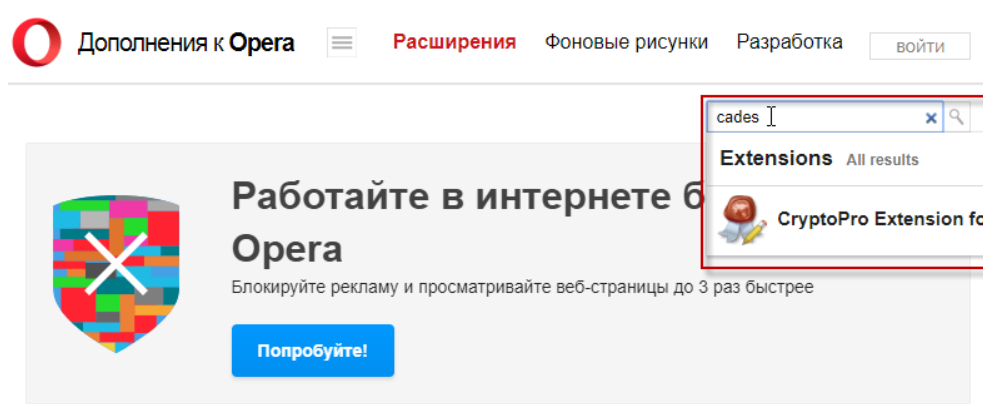 Дополнения к Opera
Расширения
Фоновые рисунки
Разработка
ВОЙТИ
cades
Extensions All results
CryptoPro Extension
Работайте в интернете
Opera
Блокируйте рекламу и просматривайте веб-страницы до 3 раз быстрее
Попробуйте!